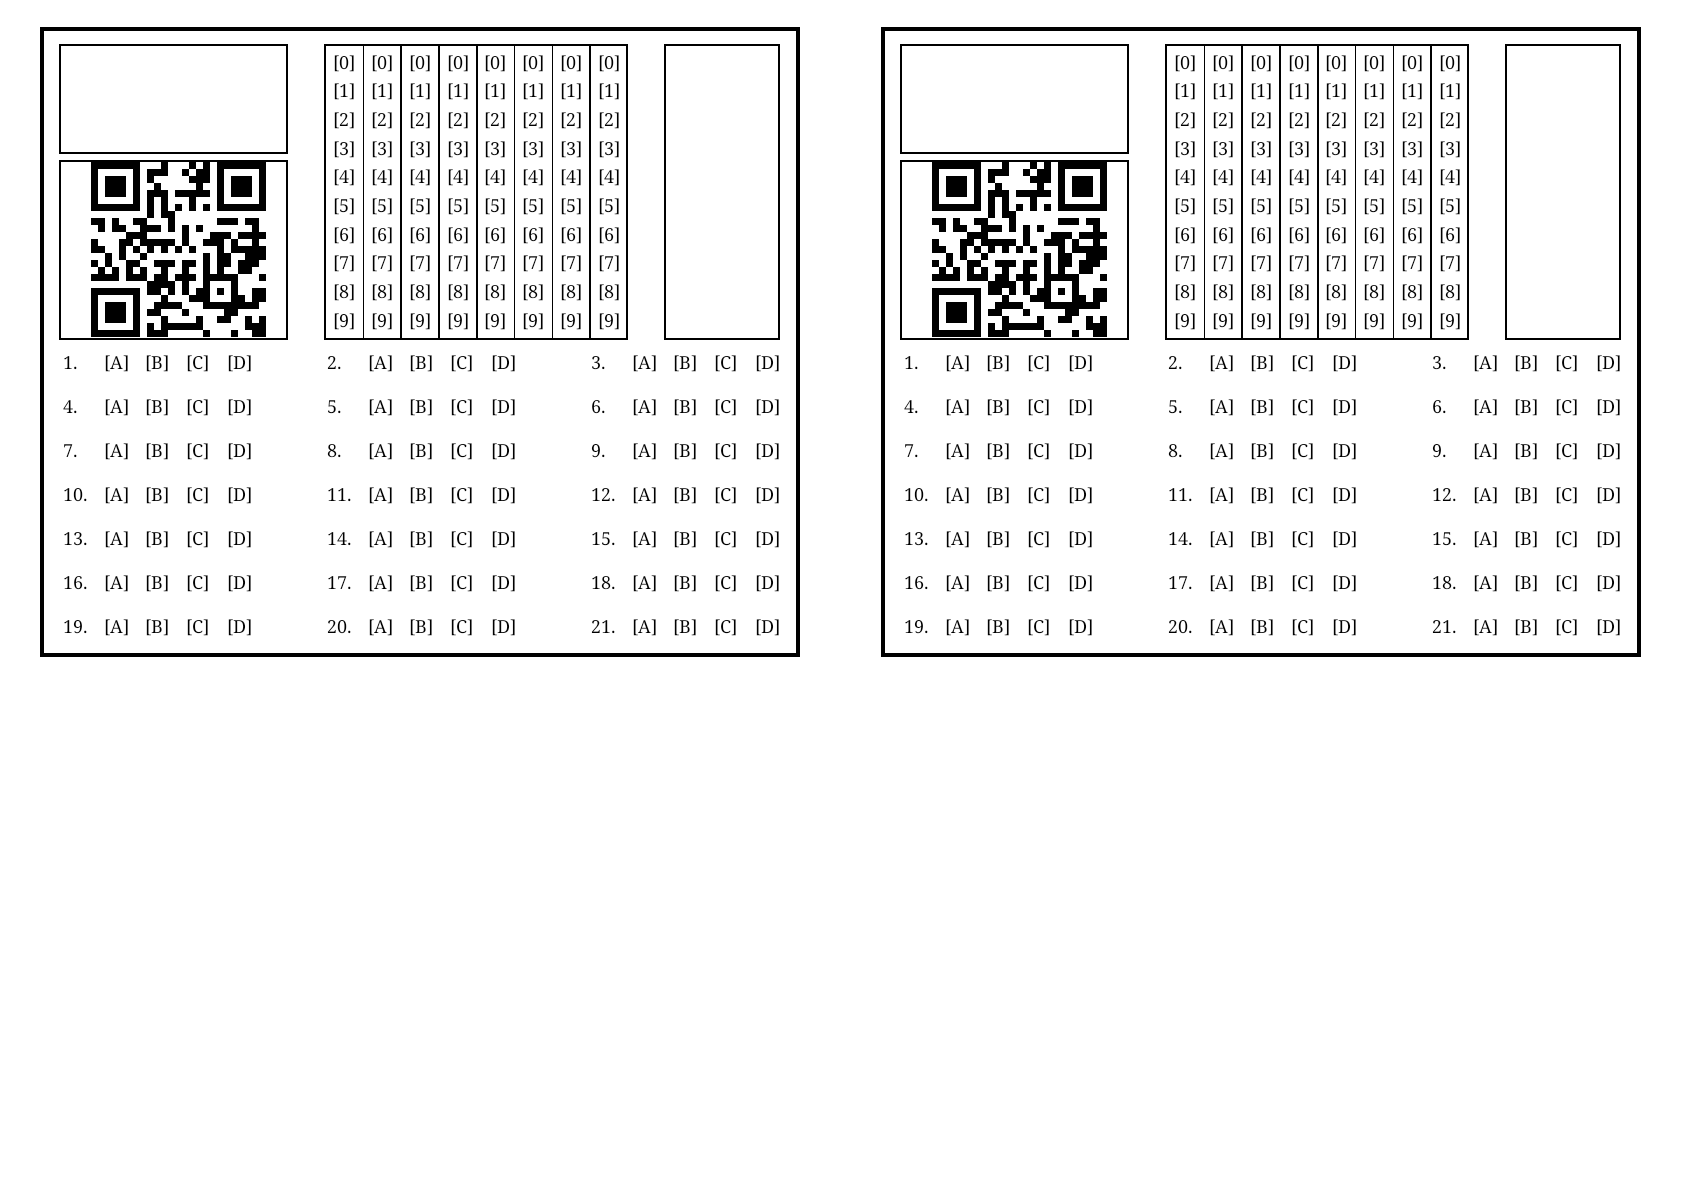 [0] [0] [0] [0] [0] [0] [0] [0]
[1] [1] [1] [1] [1] [1] [1] [1]
[2] [2] [2] [2] [2] [2] [2] [2]
[3] [3] [3] [3] [3] [3] [3] [3]
[4] [4] [4] [4] [4] [4] [4] [4]
[5] [5] [5] [5] [5] [5] [5] [5]
[6] [6] [6] [6] [6] [6] [6] [6]
[7] [7] [7] [7] [7] [7] [7] [7]
[8] [8] [8] [8] [8] [8] [8] [8]
[9] [9] [9] [9] [9] [9] [9] [9]
1. [A] [B] [C] [D] 2. [A] [B] [C] [D] 3. [A] [B] [C] [D]
4. [A] [B] [C] [D] 5. [A] [B] [C] [D] 6. [A] [B] [C] [D]
7. [A] [B] [C] [D] 8. [A] [B] [C] [D] 9. [A] [B] [C] [D]
10. [A] [B] [C] [D] 11. [A] [B] [C] [D] 12. [A] [B] [C] [D]
13. [A] [B] [C] [D] 14. [A] [B] [C] [D] 15. [A] [B] [C] [D]
16. [A] [B] [C] [D] 17. [A] [B] [C] [D] 18. [A] [B] [C] [D]
19. [A] [B] [C] [D] 20. [A] [B] [C] [D] 21. [A] [B] [C] [D]
[0] [0] [0] [0] [0] [0] [0] [0]
[1] [1] [1] [1] [1] [1] [1] [1]
[2] [2] [2] [2] [2] [2] [2] [2]
[3] [3] [3] [3] [3] [3] [3] [3]
[4] [4] [4] [4] [4] [4] [4] [4]
[5] [5] [5] [5] [5] [5] [5] [5]
[6] [6] [6] [6] [6] [6] [6] [6]
[7] [7] [7] [7] [7] [7] [7] [7]
[8] [8] [8] [8] [8] [8] [8] [8]
[9] [9] [9] [9] [9] [9] [9] [9]
1. [A] [B] [C] [D] 2. [A] [B] [C] [D] 3. [A] [B] [C] [D]
4. [A] [B] [C] [D] 5. [A] [B] [C] [D] 6. [A] [B] [C] [D]
7. [A] [B] [C] [D] 8. [A] [B] [C] [D] 9. [A] [B] [C] [D]
10. [A] [B] [C] [D] 11. [A] [B] [C] [D] 12. [A] [B] [C] [D]
13. [A] [B] [C] [D] 14. [A] [B] [C] [D] 15. [A] [B] [C] [D]
16. [A] [B] [C] [D] 17. [A] [B] [C] [D] 18. [A] [B] [C] [D]
19. [A] [B] [C] [D] 20. [A] [B] [C] [D] 21. [A] [B] [C] [D]